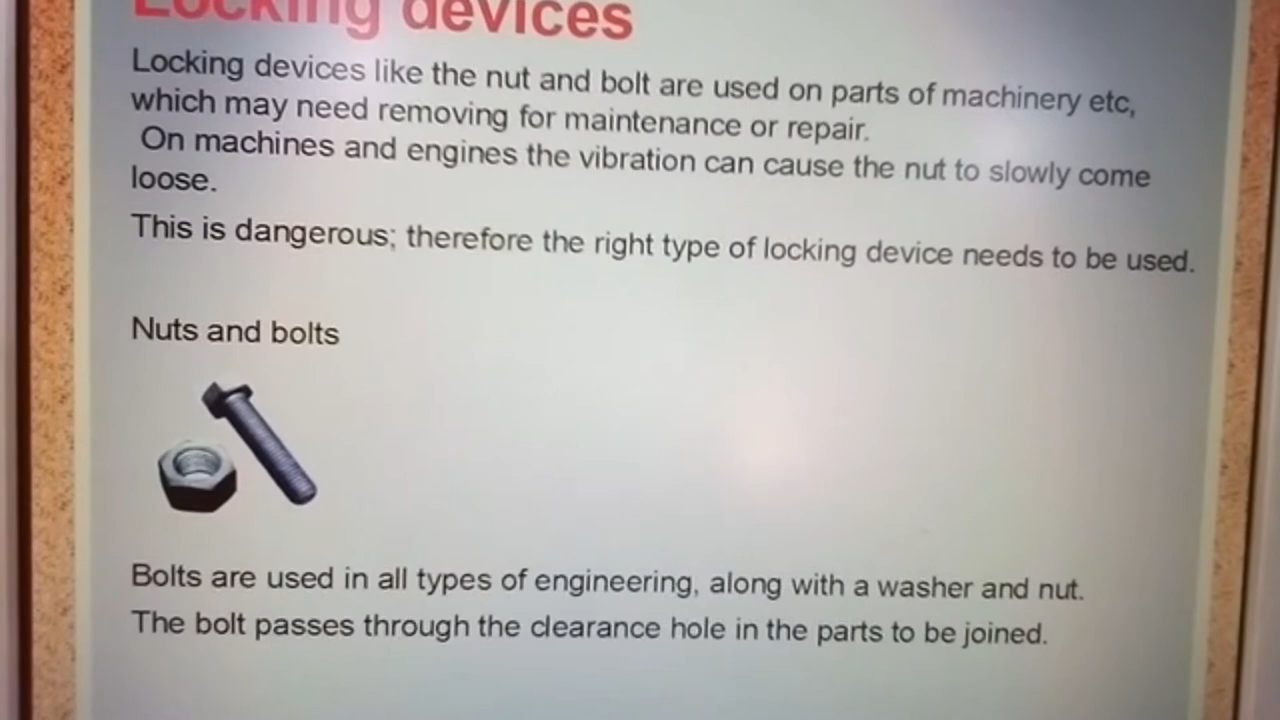 Locking devices
Locking devices like the nut and bolt are used on parts of machinery etc,
which may need removing for maintenance or repair.
On machines and engines the vibration can cause the nut to slowly come
loose.
This is dangerous; therefore the right type of locking device needs to be used.
Nuts and bolts
Bolts are used in all types of engineering, along with a washer and nut.
The bolt passes through the clearance hole in the parts to be joined.